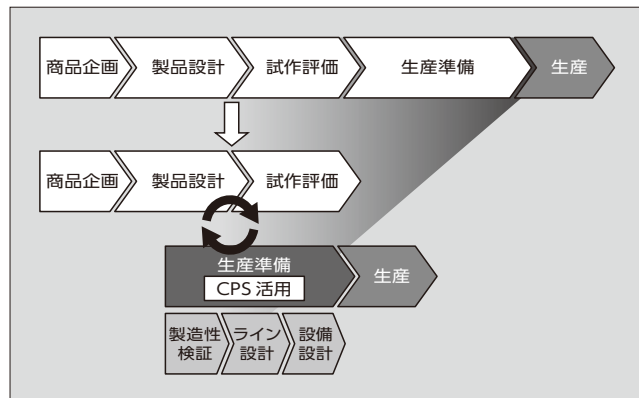 商品企画
製品設計
試作評価
生産準備
生産
商品企画
製品設計
試作評価
生産準備
CPS 活用
生産
製造性
検証
ライン
設計
設備
設計